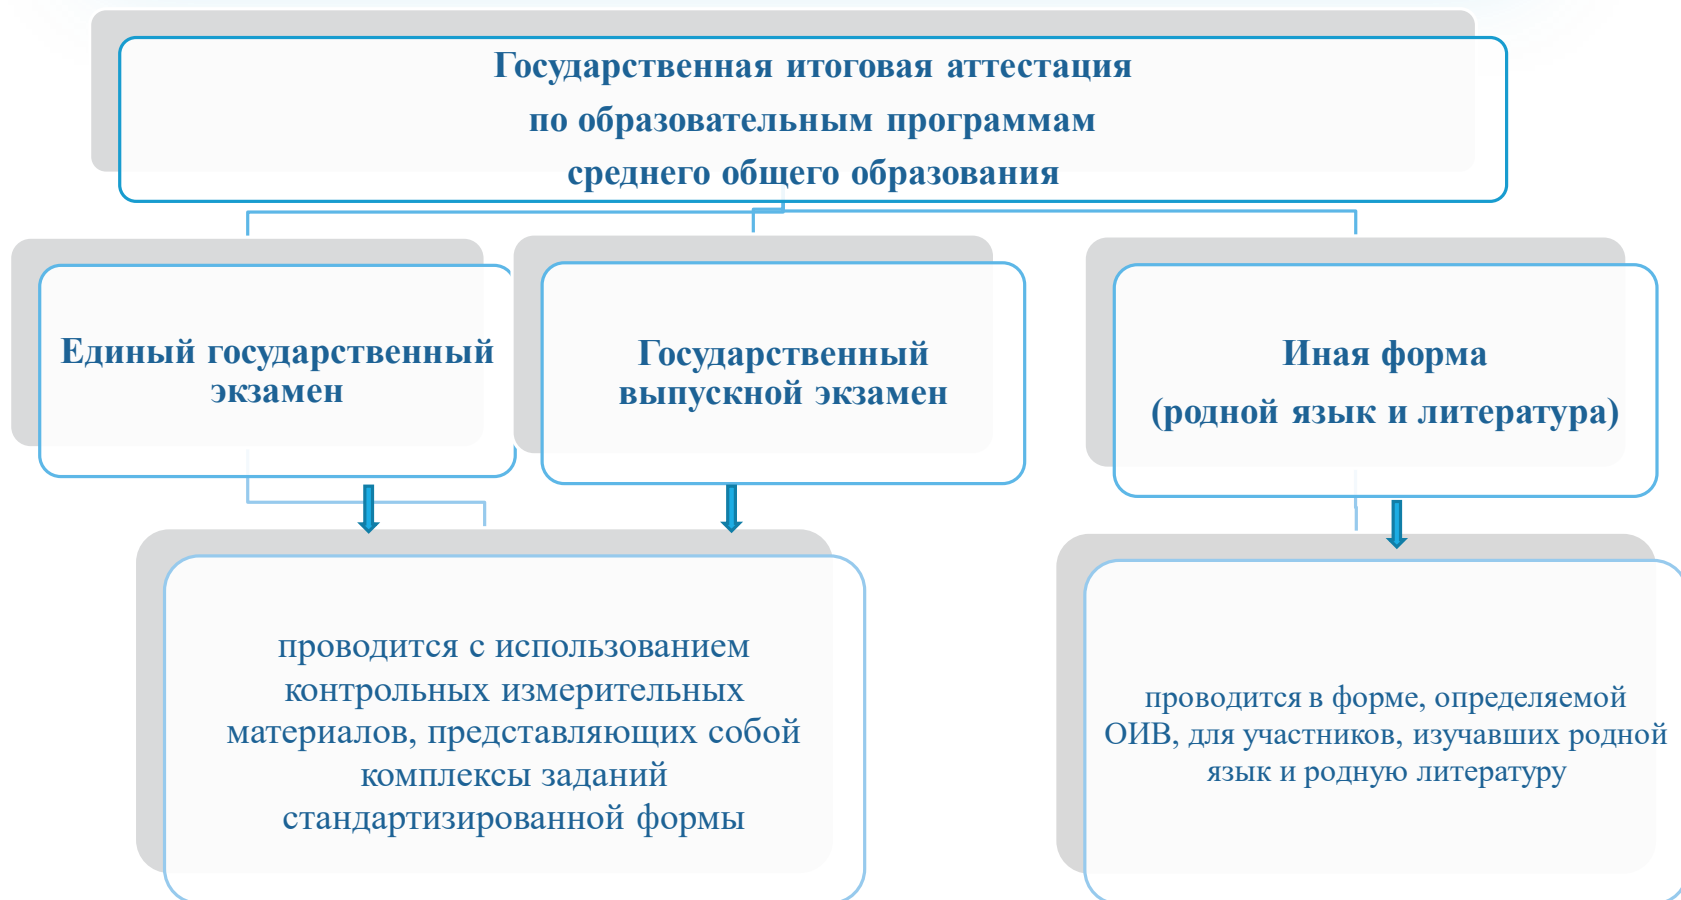 Государственная итоговая аттестация
по образовательным программам
среднего общего образования
Единый государственный
экзамен
Государственный
выпускной экзамен
Иная форма
(родной язык и литература)
проводится с использованием
контрольных измерительных
материалов, представляющих собой
комплексы заданий
стандартизированной формы
проводится в форме, определяемой
ОИВ, для участников, изучавших родной
язык и родную литературу